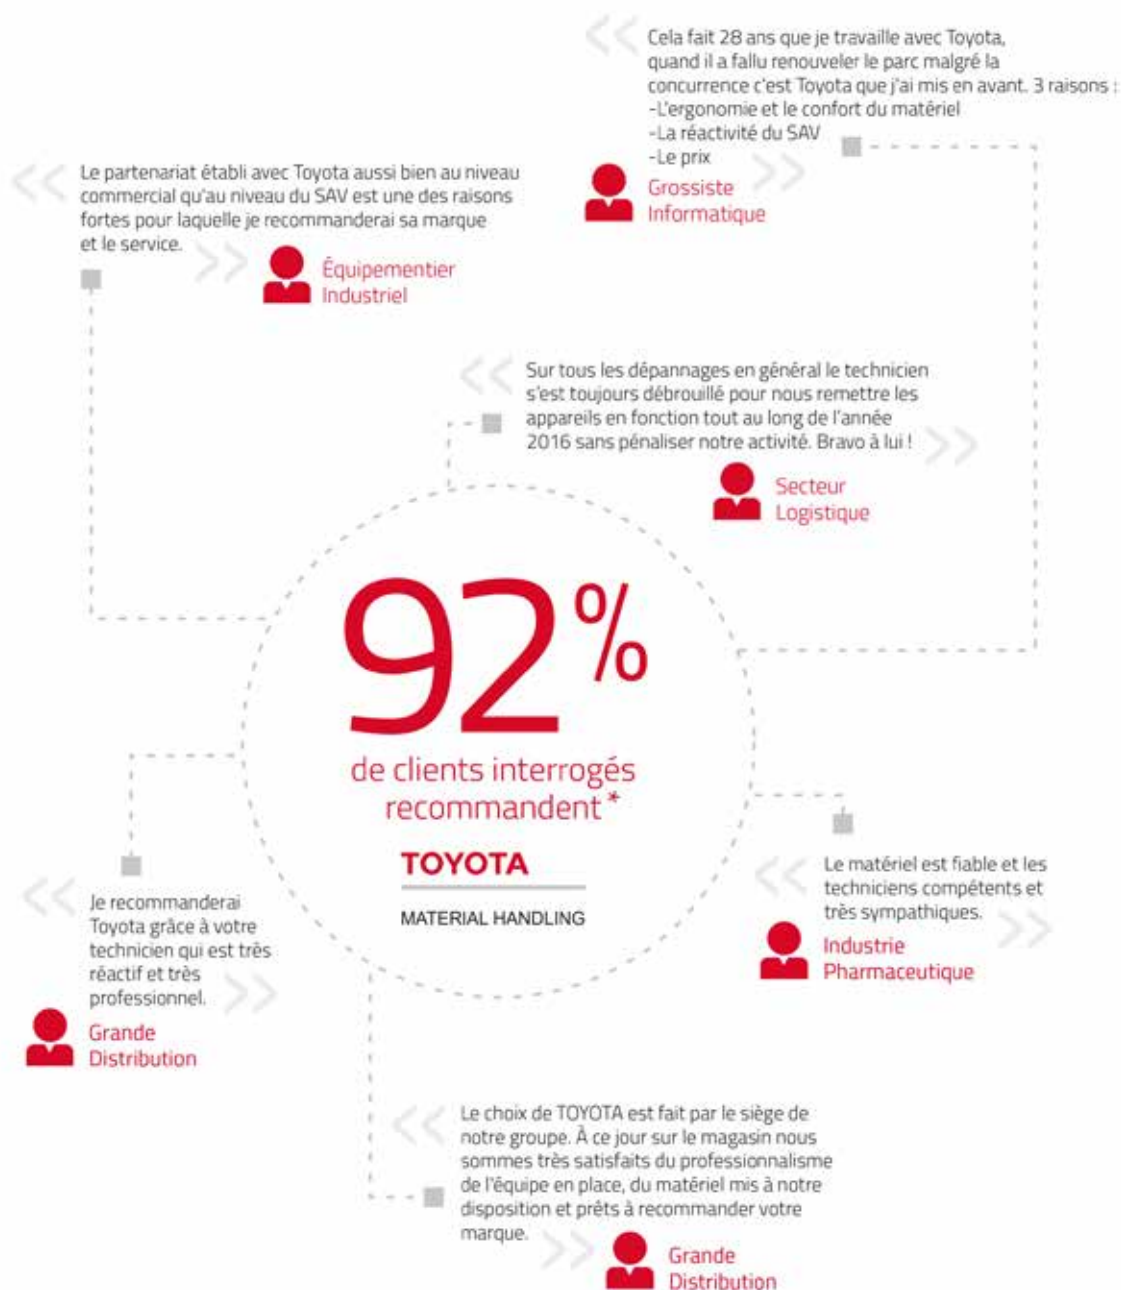 Cela fait 28 ans que je travaille avec Toyota,
quand il a fallu renouveler le parc malgré la
concurrence c'est Toyota que j'ai mis en avant. 3 raisons :
-L'ergonomie et le confort du matériel
-La réactivité du SAV
-Le prix
Grossiste
Informatique
Le partenariat établi avec Toyota aussi bien au niveau
commercial qu'au niveau du SAV est une des raisons
fortes pour laquelle je recommanderai sa marque
et le service.
Équipementier
Industriel
Sur tous les dépannages en général le technicien
s'est toujours débrouillé pour nous remettre les
appareils en fonction tout au long de l'année
2016 sans pénaliser notre activité. Bravo à lui !
Secteur
Logistique
92%
de clients interrogés
recommandent*
TOYOTA
MATERIAL HANDLING
Le matériel est fiable et les
techniciens compétents et
très sympathiques.
Industrie
Pharmaceutique
Je recommanderai
Toyota grâce à votre
technicien qui est très
réactif et très
professionnel.
Grande
Distribution
Le choix de TOYOTA est fait par le siège de
notre groupe. À ce jour sur le magasin nous
sommes très satisfaits du professionnalisme
de l'équipe en place, du matériel mis à notre
disposition et prêts à recommander votre
marque.
Grande
Distribution